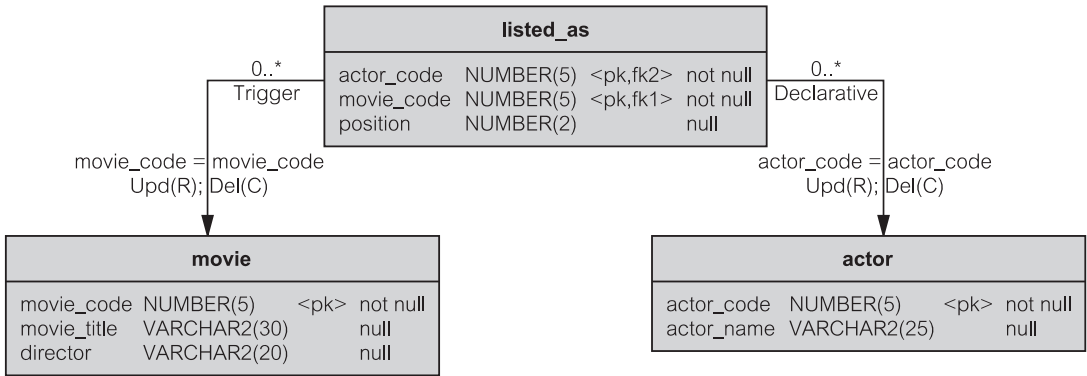 listed_as
actor_code NUMBER(5) <pk,fk2> not null
movie_code NUMBER(5) <pk,fk1> not null
position NUMBER(2) null
0..*
Trigger
0..*
Declarative
movie_code = movie_code
Upd(R); Del(C)
actor_code = actor_code
Upd(R); Del(C)
movie
movie_code NUMBER(5) <pk> not null
movie_title VARCHAR2(30) null
director VARCHAR2(20) null
actor
actor_code NUMBER(5) <pk> not null
actor_name VARCHAR2(25) null